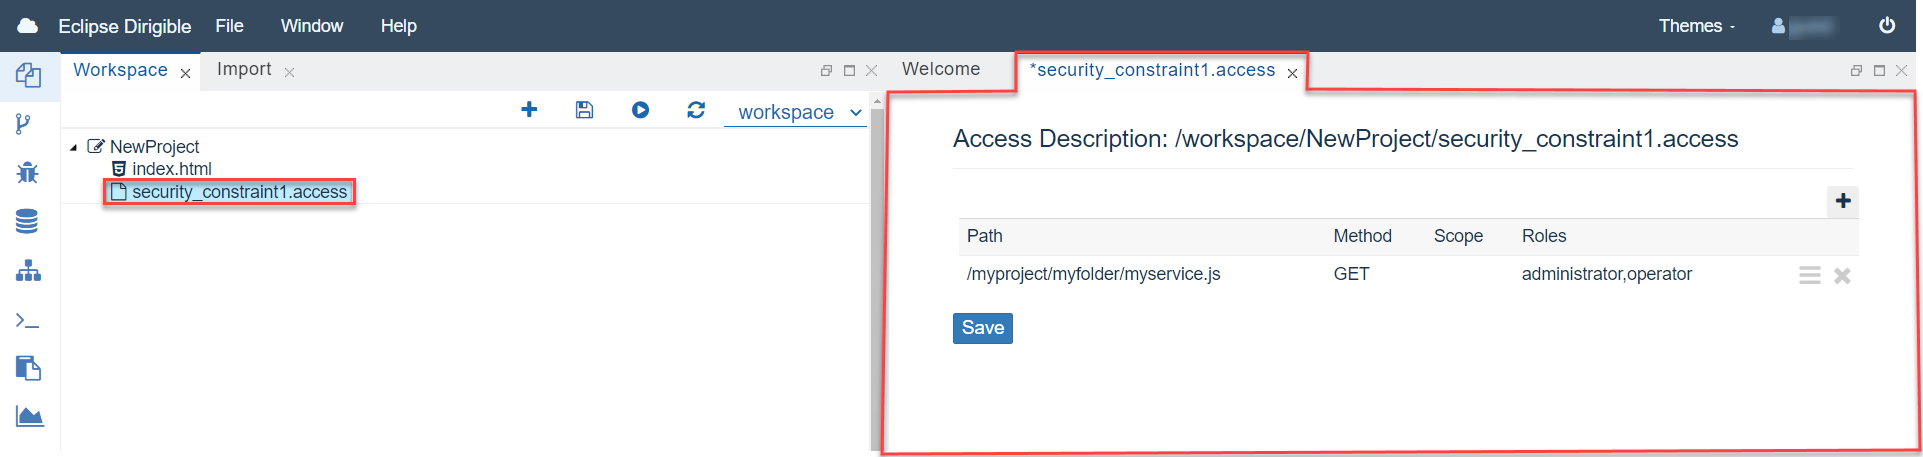 Eclipse Dirigible File Window Help Themes
Workspace Import Welcome *security_constraint1.access
workspace
NewProject
index.html
security_constraint1.access
Access Description: /workspace/NewProject/security_constraint1.access
Path Method Scope Roles
/myproject/myfolder/myservice.js GET administrator,operator
Save